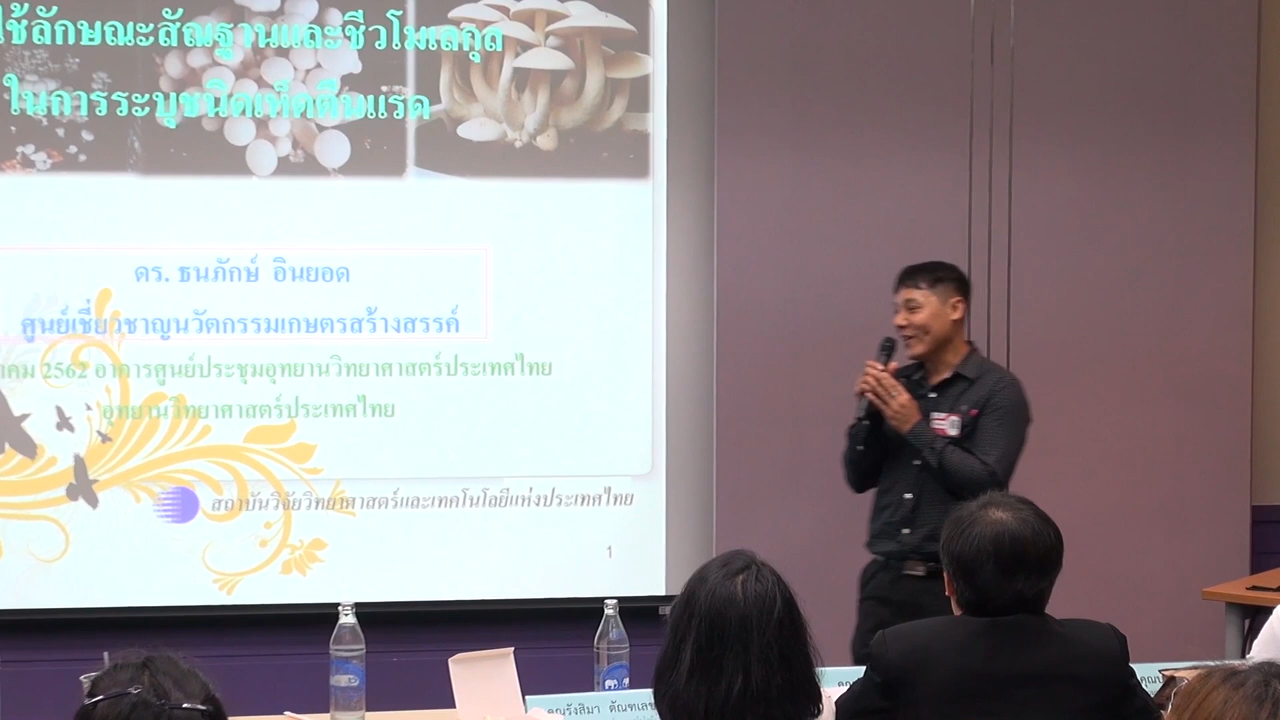 ใช้ลักษณะสัณฐานและชีวโมเลกุล
ในการระบุชนิดเห็ดตีนแรด
ดร. ธนภักษ์ อินยอด
ศูนย์เชี่ยวชาญนวัตกรรมเกษตรสร้างสรรค์
2562 อาคารศูนย์ประชุมอุทยานวิทยาศาสตร์ประเทศไทย
อุทยานวิทยาศาสตร์ประเทศไทย
สถาบันวิจัยวิทยาศาสตร์และเทคโนโลยีแห่งประเทศไทย
1
คุณรังสิมา